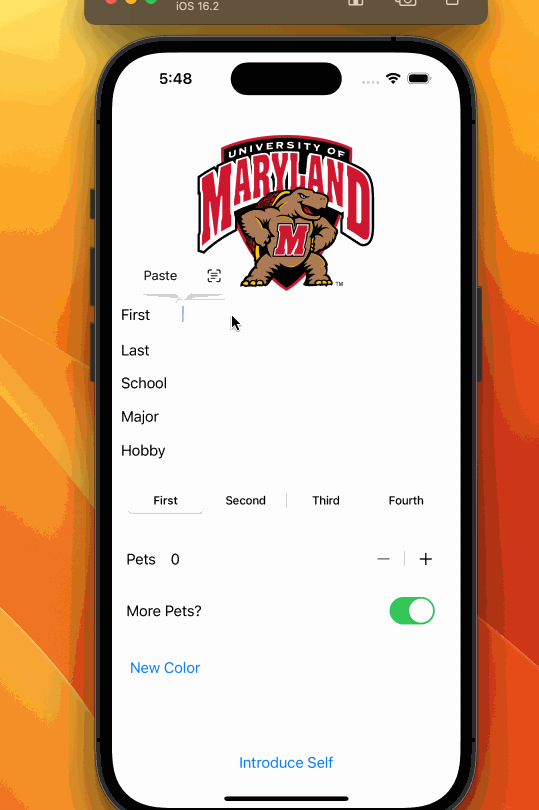 iOS 16.2
5:48
UNIVERSITY OF
MARYLAND
M
TM
Paste
First
Last
School
Major
Hobby
First Second Third Fourth
Pets 0
More Pets?
New Color
Introduce Self